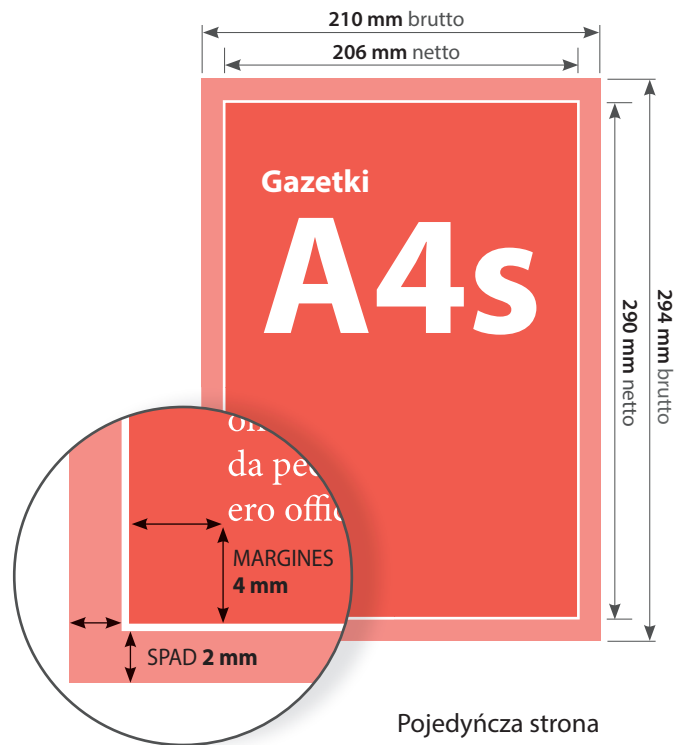 210 mm brutto
206 mm netto
Gazetki
A4s
290 mm netto
294 mm brutto
da pe
ero offic
MARGINES
4 mm
SPAD 2 mm
Pojedyńcza strona